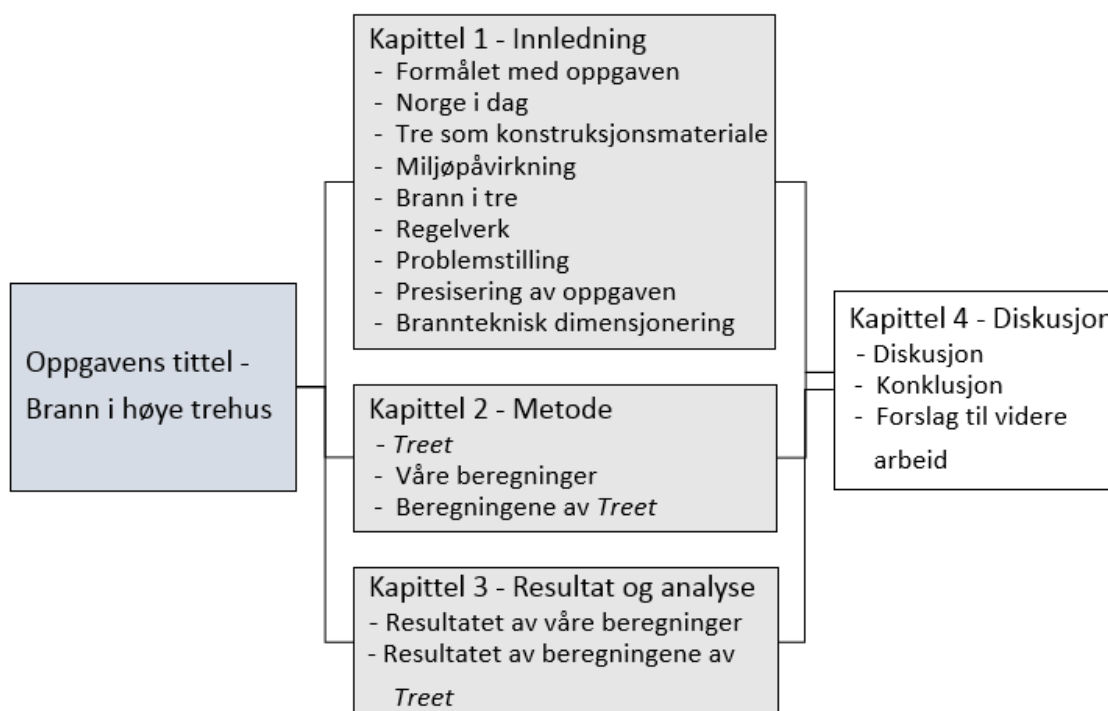 Oppgavens tittel -
Brann i høye trehus
Kapittel 1 - Innledning
- Formålet med oppgaven
- Norge i dag
- Tre som konstruksjonsmateriale
- Miljøpåvirkning
- Brann i tre
- Regelverk
- Problemstilling
- Presisering av oppgaven
- Brannteknisk dimensjonering
Kapittel 2 - Metode
- Treet
- Våre beregninger
- Beregningene av Treet
Kapittel 3 - Resultat og analyse
- Resultatet av våre beregninger
- Resultatet av beregningene av
Treet
Kapittel 4 - Diskusjon
- Diskusjon
- Konklusjon
- Forslag til videre
arbeid